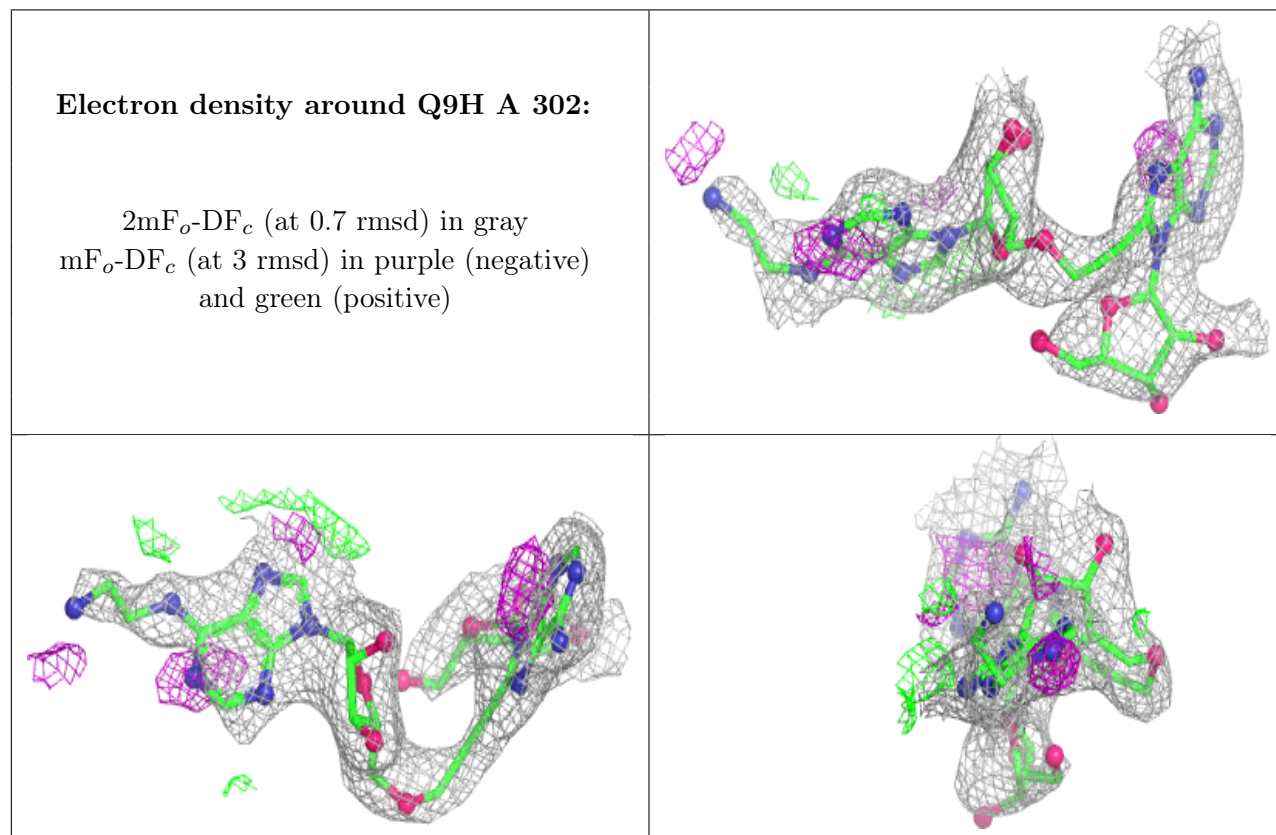 Electron density around Q9H A 302:
2mFₒ-DF𝒸 (at 0.7 rmsd) in gray
mFₒ-DF𝒸 (at 3 rmsd) in purple (negative)
and green (positive)